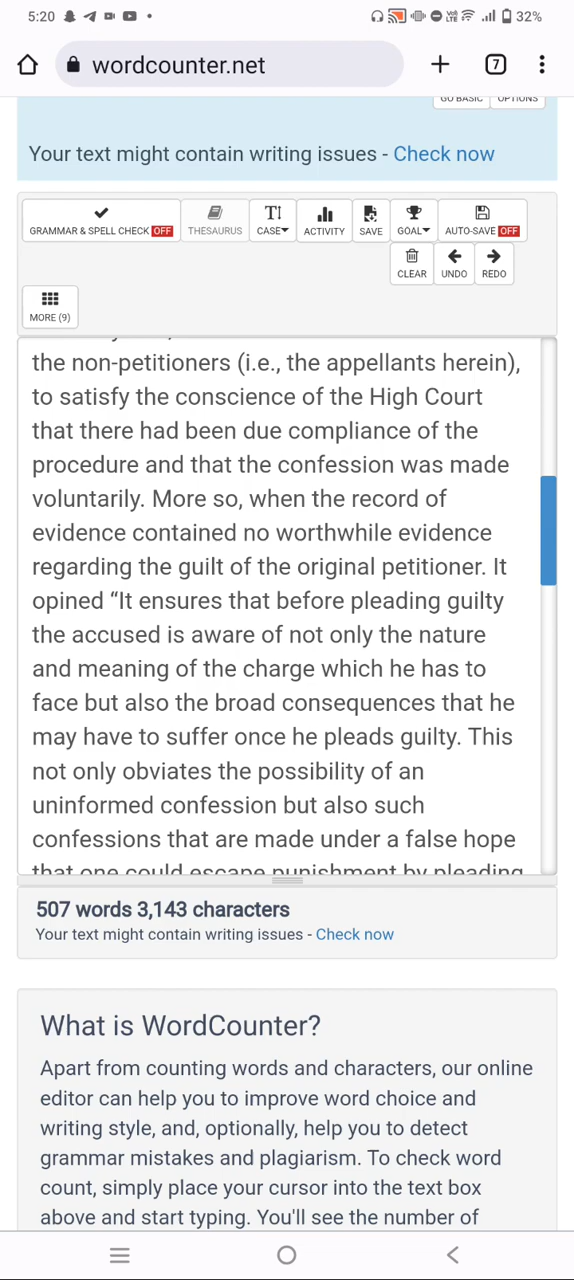 5:20 32%
wordcounter.net 7
GO BASIC OPTIONS
Your text might contain writing issues - Check now
GRAMMAR & SPELL CHECK OFF THESAURUS CASE ACTIVITY SAVE GOAL AUTO-SAVE OFF
CLEAR UNDO REDO
MORE (9)
the non-petitioners (i.e., the appellants herein),
to satisfy the conscience of the High Court
that there had been due compliance of the
procedure and that the confession was made
voluntarily. More so, when the record of
evidence contained no worthwhile evidence
regarding the guilt of the original petitioner. It
opined “It ensures that before pleading guilty
the accused is aware of not only the nature
and meaning of the charge which he has to
face but also the broad consequences that he
may have to suffer once he pleads guilty. This
not only obviates the possibility of an
uninformed confession but also such
confessions that are made under a false hope
that one could escape punishment by pleading
507 words 3,143 characters
Your text might contain writing issues - Check now
What is WordCounter?
Apart from counting words and characters, our online
editor can help you to improve word choice and
writing style, and, optionally, help you to detect
grammar mistakes and plagiarism. To check word
count, simply place your cursor into the text box
above and start typing. You'll see the number of